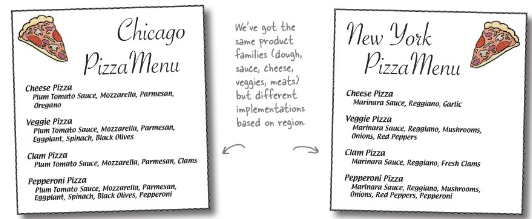 Chicago
Pizza Menu
Cheese Pizza
Plum Tomato Sauce, Mozzarella, Parmesan,
Oregano
Veggie Pizza
Plum Tomato Sauce, Mozzarella, Parmesan,
Eggplant, Spinach, Black Olives
Clam Pizza
Plum Tomato Sauce, Mozzarella, Parmesan, Clams
Pepperoni Pizza
Plum Tomato Sauce, Mozzarella, Parmesan,
Eggplant, Spinach, Black Olives, Pepperoni
We've got the
same product
families (dough,
sauce, cheese,
veggies, meats)
but different
implementations
based on region.
New York
Pizza Menu
Cheese Pizza
Marinara Sauce, Reggiano, Garlic
Veggie Pizza
Marinara Sauce, Reggiano, Mushrooms,
Onions, Red Peppers
Clam Pizza
Marinara Sauce, Reggiano, Fresh Clams
Pepperoni Pizza
Marinara Sauce, Reggiano, Mushrooms,
Onions, Red Peppers, Pepperoni